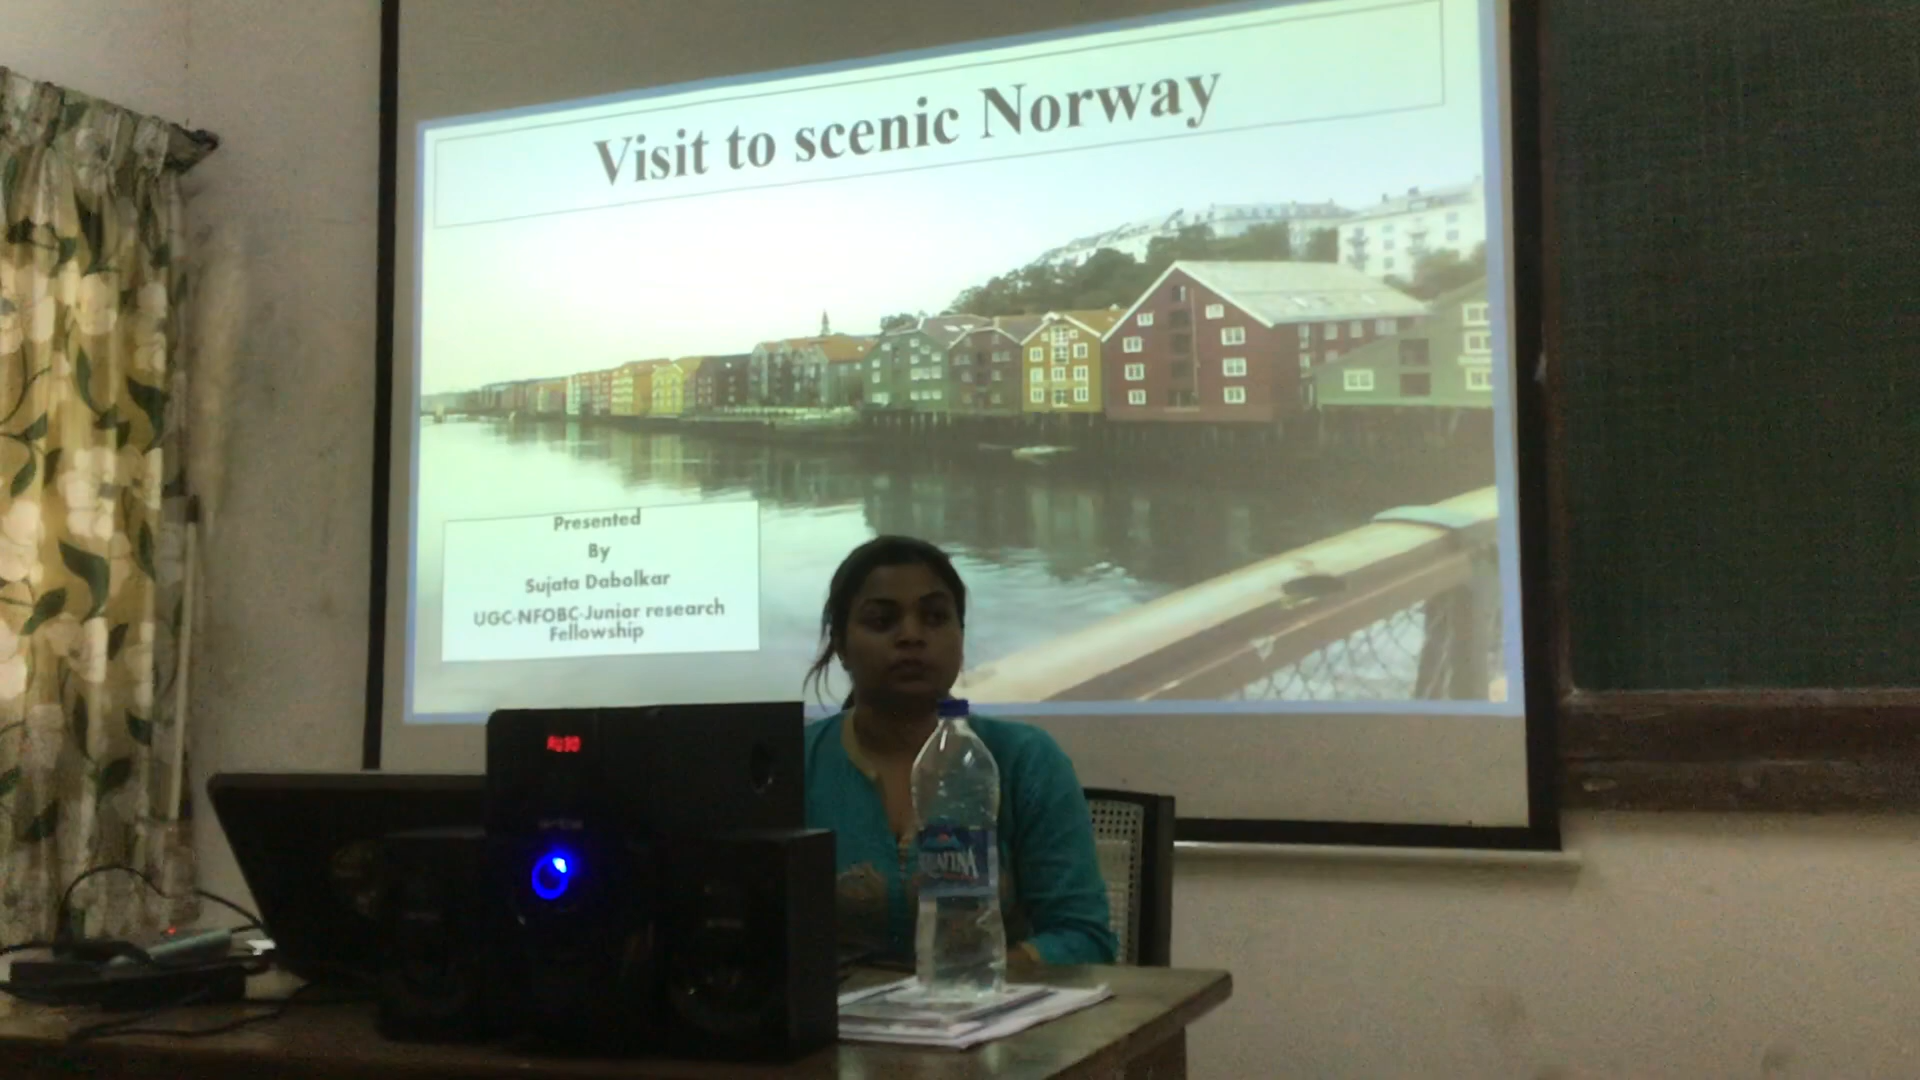 Visit to scenic Norway
Presented
By
Sujata Dabolkar
UGC-NFOBC-Junior research
Fellowship